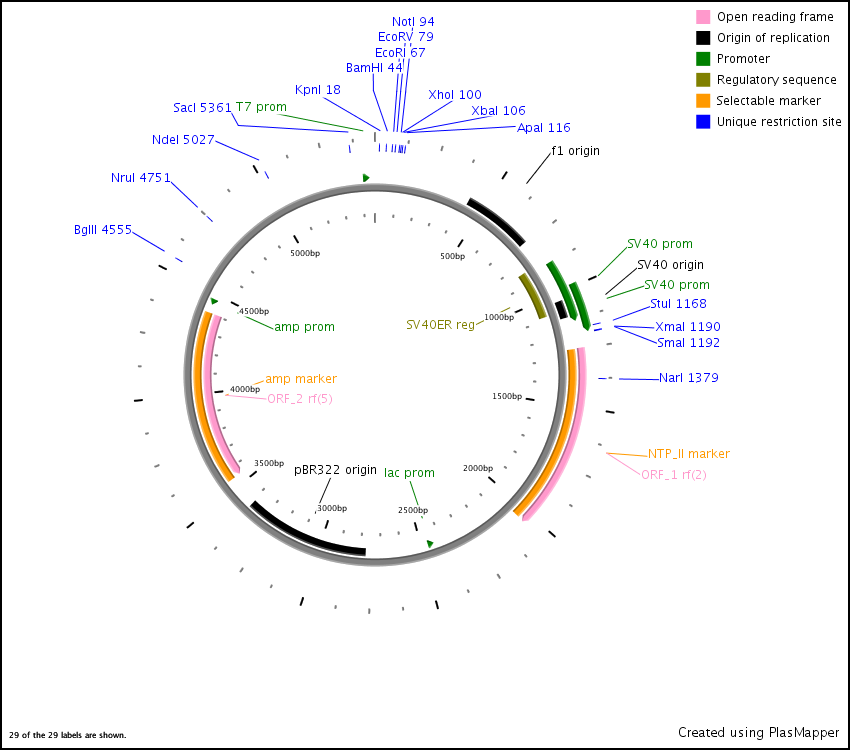 NotI 94
EcoRV 79
EcoRI 67
BamHI 44
KpnI 18
XhoI 100
SacI 5361
T7 prom
XbaI 106
ApaI 116
NdeI 5027
f1 origin
NruI 4751
BglII 4555
Open reading frame
Origin of replication
Promoter
Regulatory sequence
Selectable marker
Unique restriction site
5000bp
500bp
SV40 prom
SV40 origin
SV40 prom
StuI 1168
4500bp
1000bp
amp prom
SV40ER reg
XmaI 1190
SmaI 1192
amp marker
4000bp
ORF_2 rf(5)
NarI 1379
1500bp
NTP_II marker
ORF_1 rf(2)
3500bp
pBR322 origin
lac prom
2000bp
3000bp
2500bp
29 of the 29 labels are shown.
Created using PlasMapper